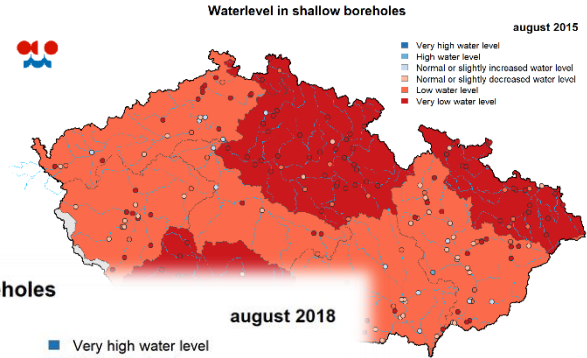 Waterlevel in shallow boreholes
august 2015
Very high water level
High water level
Normal or slightly increased water level
Normal or slightly decreased water level
Low water level
Very low water level
eholes
august 2018
Very high water level